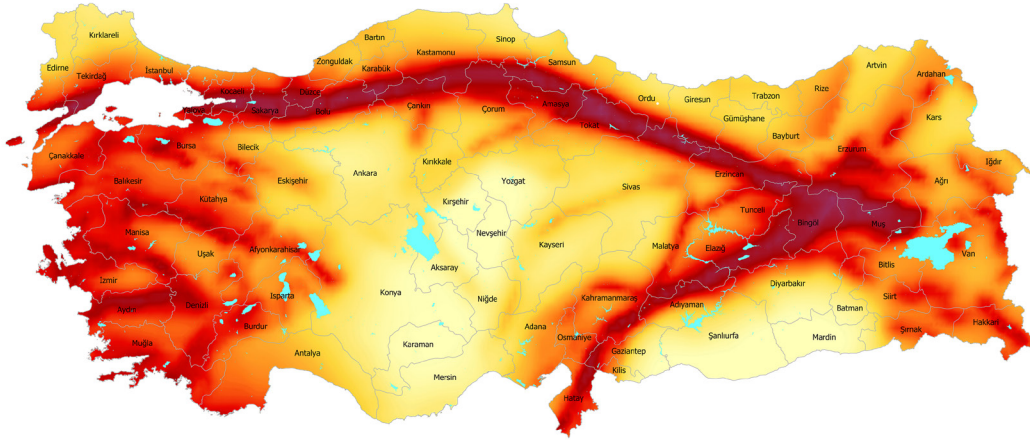 Kırklareli
Edirne
Tekirdağ
İstanbul
Kocaeli
Yalova
Sakarya
Düzce
Bolu
Zonguldak
Bartın
Karabük
Kastamonu
Sinop
Samsun
Çankırı
Çorum
Amasya
Tokat
Ordu
Giresun
Trabzon
Rize
Artvin
Ardahan
Kars
Gümüşhane
Bayburt
Erzurum
Iğdır
Ağrı
Çanakkale
Bursa
Bilecik
Balıkesir
Kütahya
Eskişehir
Ankara
Kırıkkale
Yozgat
Kırşehir
Sivas
Erzincan
Tunceli
Bingöl
Muş
Manisa
Uşak
Afyonkarahisar
Nevşehir
Kayseri
Malatya
Elazığ
Bitlis
Van
İzmir
Aydın
Denizli
Isparta
Burdur
Konya
Aksaray
Niğde
Kahramanmaraş
Adıyaman
Diyarbakır
Batman
Siirt
Şırnak
Hakkari
Muğla
Antalya
Karaman
Mersin
Adana
Osmaniye
Gaziantep
Kilis
Şanlıurfa
Mardin
Hatay